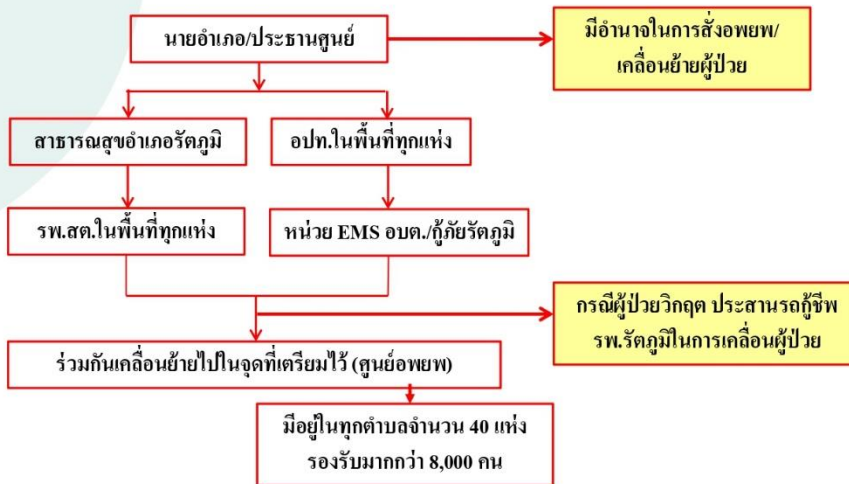 นายอำเภอ/ประธานศูนย์
มีอำนาจในการสั่งอพยพ/
เคลื่อนย้ายผู้ป่วย
สาธารณสุขอำเภอรัตภูมิ
อปท.ในพื้นที่ทุกแห่ง
รพ.สต.ในพื้นที่ทุกแห่ง
หน่วย EMS อบต./กู้ภัยรัตภูมิ
กรณีผู้ป่วยวิกฤต ประสานรถกู้ชีพ
รพ.รัตภูมิในการเคลื่อนผู้ป่วย
ร่วมกันเคลื่อนย้ายไปในจุดที่เตรียมไว้ (ศูนย์อพยพ)
มีอยู่ในทุกตำบลจำนวน 40 แห่ง
รองรับมากกว่า 8,000 คน